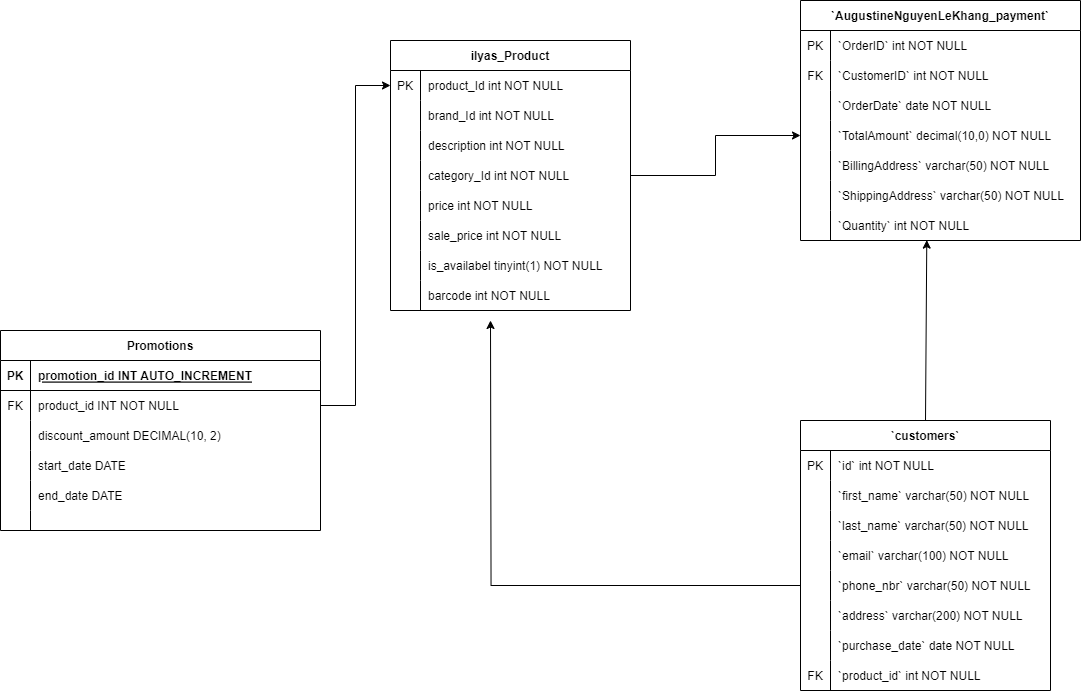 `AugustineNguyenLeKhang_payment`
PK `OrderID` int NOT NULL
FK `CustomerID` int NOT NULL
`OrderDate` date NOT NULL
`TotalAmount` decimal(10,0) NOT NULL
`BillingAddress` varchar(50) NOT NULL
`ShippingAddress` varchar(50) NOT NULL
`Quantity` int NOT NULL
ilyas_Product
PK product_Id int NOT NULL
brand_Id int NOT NULL
description int NOT NULL
category_Id int NOT NULL
price int NOT NULL
sale_price int NOT NULL
is_availabel tinyint(1) NOT NULL
barcode int NOT NULL
Promotions
PK promotion_id INT AUTO_INCREMENT
FK product_id INT NOT NULL
discount_amount DECIMAL(10, 2)
start_date DATE
end_date DATE
`customers`
PK `id` int NOT NULL
`first_name` varchar(50) NOT NULL
`last_name` varchar(50) NOT NULL
`email` varchar(100) NOT NULL
`phone_nbr` varchar(50) NOT NULL
`address` varchar(200) NOT NULL
`purchase_date` date NOT NULL
FK `product_id` int NOT NULL